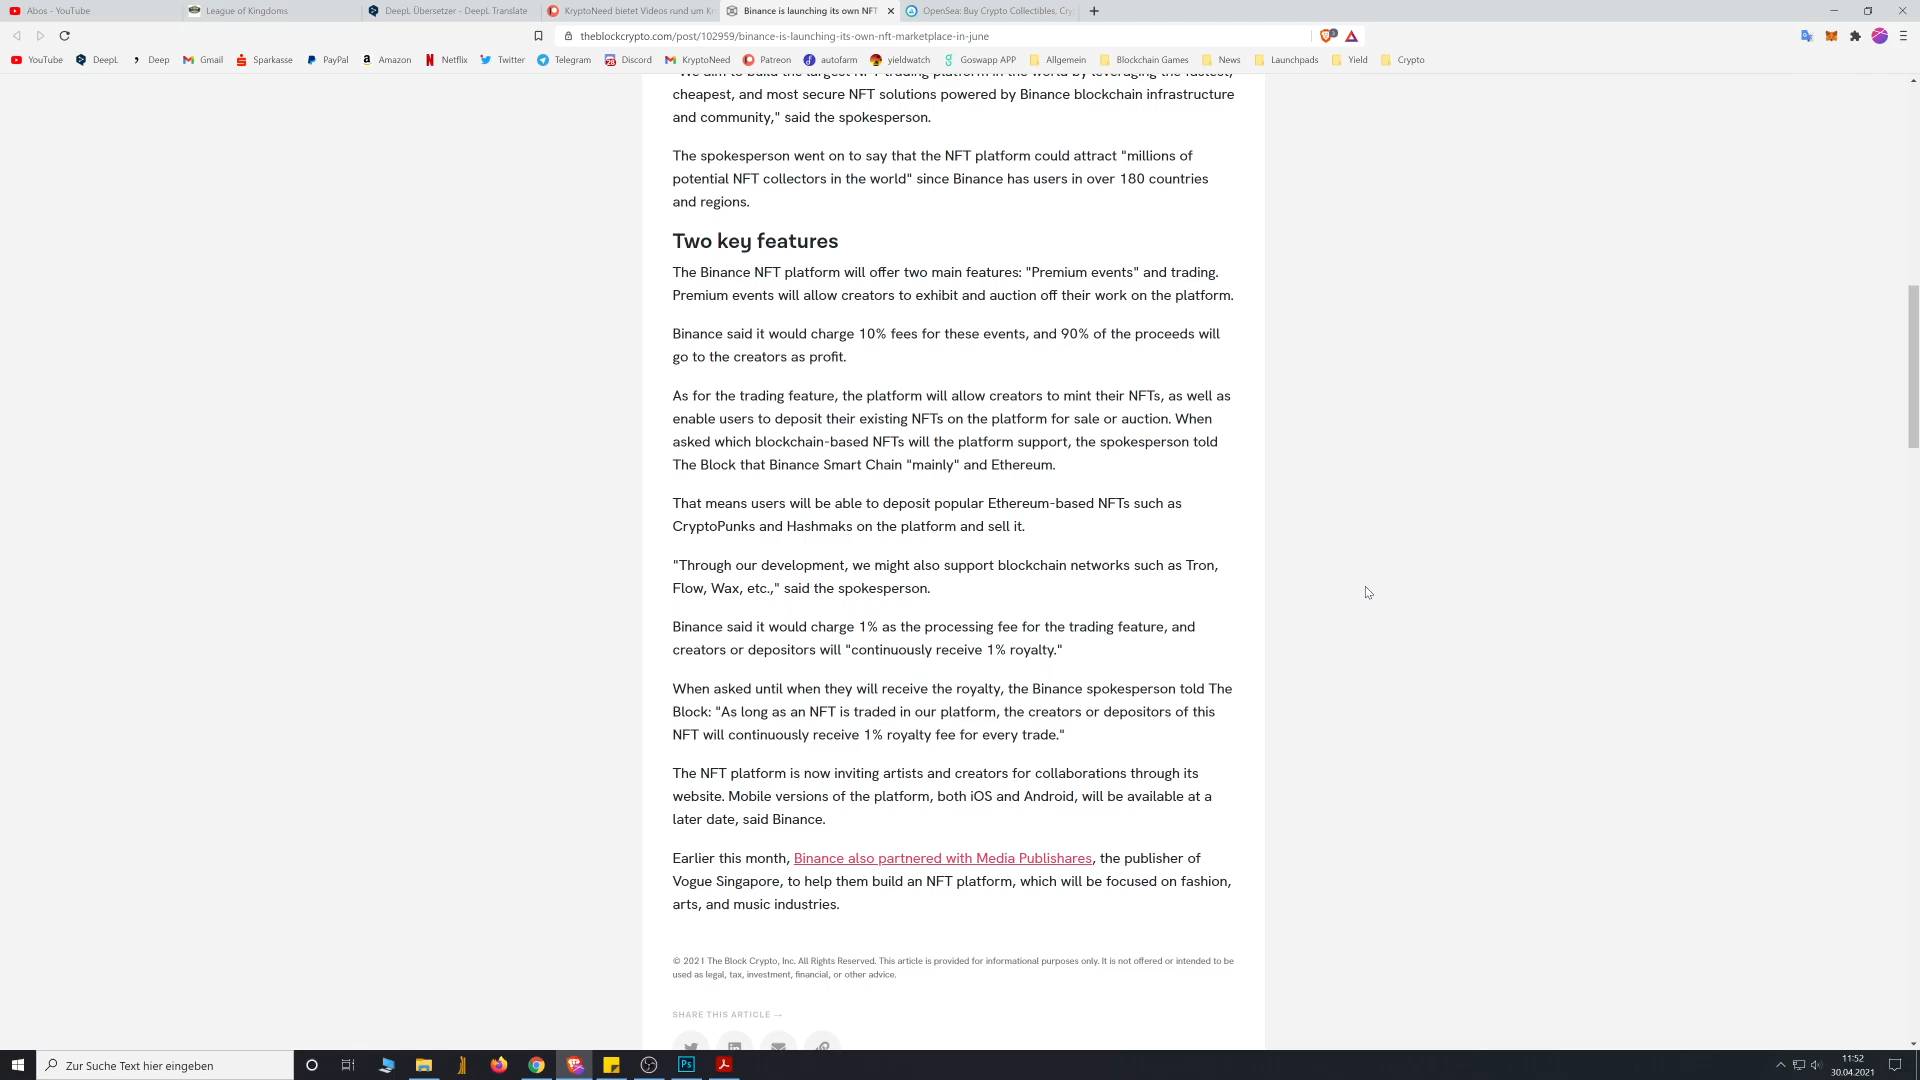 Abos - YouTube
League of Kingdoms
DeepL Übersetzer - DeepL Translate
KryptoNeed bietet Videos rund um Kr
Binance is launching its own NFT
OpenSea: Buy Crypto Collectibles, Cry
theblockcrypto.com/post/102959/binance-is-launching-its-own-nft-marketplace-in-june
YouTube
DeepL
Deep
Gmail
Sparkasse
PayPal
Amazon
Netflix
Twitter
Telegram
Discord
KryptoNeed
Patreon
autofarm
yieldwatch
Goswapp APP
Allgemein
Blockchain Games
News
Launchpads
Yield
Crypto
"We aim to build the largest NFT trading platform in the world by leveraging the fastest,
cheapest, and most secure NFT solutions powered by Binance blockchain infrastructure
and community," said the spokesperson.
The spokesperson went on to say that the NFT platform could attract "millions of
potential NFT collectors in the world" since Binance has users in over 180 countries
and regions.
Two key features
The Binance NFT platform will offer two main features: "Premium events" and trading.
Premium events will allow creators to exhibit and auction off their work on the platform.
Binance said it would charge 10% fees for these events, and 90% of the proceeds will
go to the creators as profit.
As for the trading feature, the platform will allow creators to mint their NFTs, as well as
enable users to deposit their existing NFTs on the platform for sale or auction. When
asked which blockchain-based NFTs will the platform support, the spokesperson told
The Block that Binance Smart Chain "mainly" and Ethereum.
That means users will be able to deposit popular Ethereum-based NFTs such as
CryptoPunks and Hashmaks on the platform and sell it.
"Through our development, we might also support blockchain networks such as Tron,
Flow, Wax, etc.," said the spokesperson.
Binance said it would charge 1% as the processing fee for the trading feature, and
creators or depositors will "continuously receive 1% royalty."
When asked until when they will receive the royalty, the Binance spokesperson told The
Block: "As long as an NFT is traded in our platform, the creators or depositors of this
NFT will continuously receive 1% royalty fee for every trade."
The NFT platform is now inviting artists and creators for collaborations through its
website. Mobile versions of the platform, both iOS and Android, will be available at a
later date, said Binance.
Earlier this month, Binance also partnered with Media Publishares, the publisher of
Vogue Singapore, to help them build an NFT platform, which will be focused on fashion,
arts, and music industries.
© 2021 The Block Crypto, Inc. All Rights Reserved. This article is provided for informational purposes only. It is not offered or intended to be
used as legal, tax, investment, financial, or other advice.
SHARE THIS ARTICLE →
Zur Suche Text hier eingeben
Ps
11:52
30.04.2021